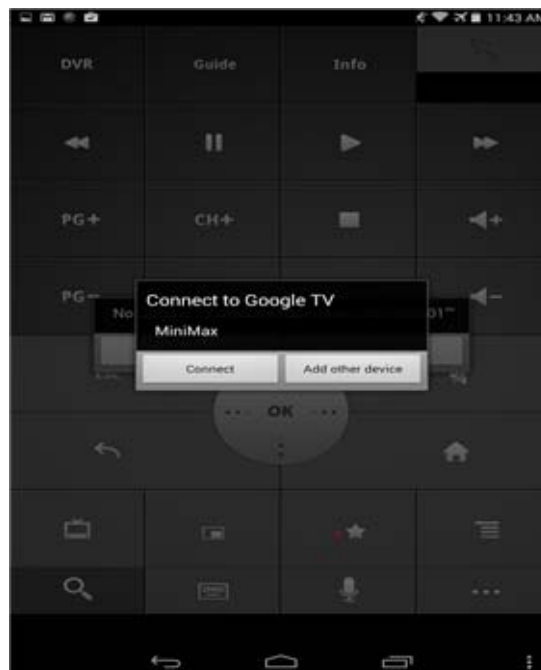 11:43 AM
DVR Guide Info
PG+ CH+
PG-
No
Connect to Google TV
MiniMax
Connect Add other device
OK